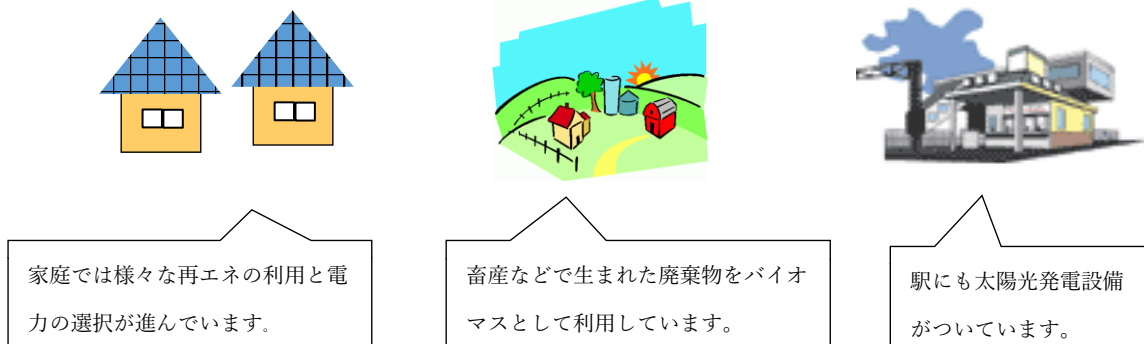 家庭では様々な再エネの利用と電
力の選択が進んでいます.
畜産などで生まれた廃棄物をバイオ
マスとして利用しています。
駅にも太陽光発電設備
がついています。